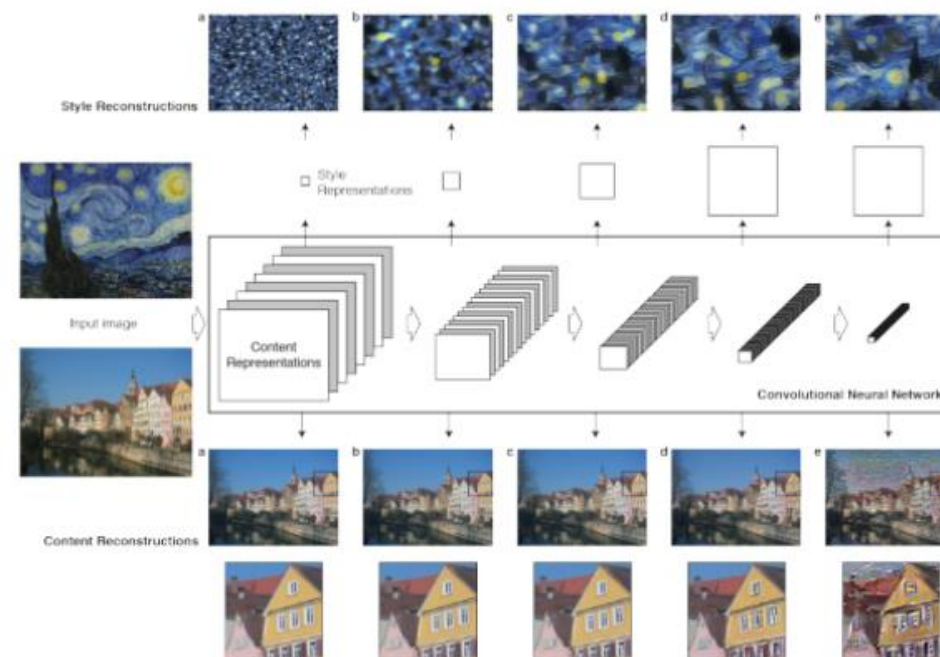 a b c d e
Style Reconstructions
Style
Representations
Input image
Content
Representations
Convolutional Neural Network
a b c d e
Content Reconstructions